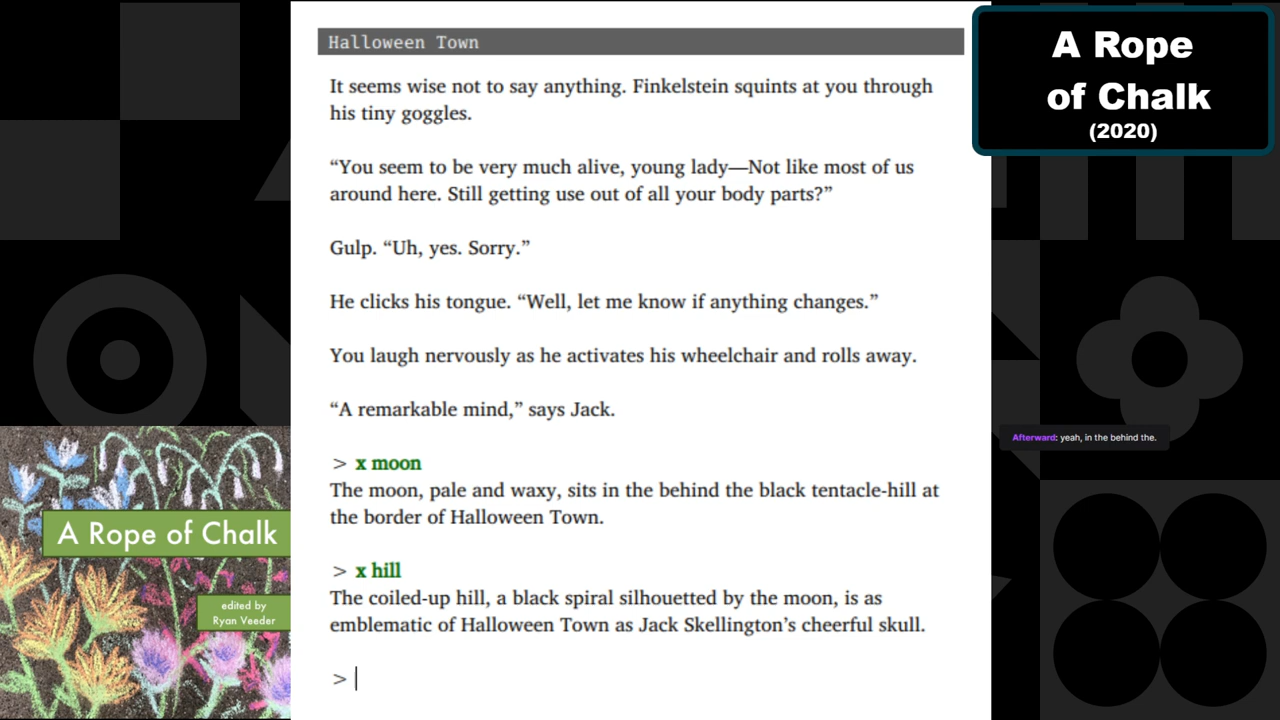 Halloween Town
It seems wise not to say anything. Finkelstein squints at you through
his tiny goggles.
“You seem to be very much alive, young lady—Not like most of us
around here. Still getting use out of all your body parts?”
Gulp. “Uh, yes. Sorry.”
He clicks his tongue. “Well, let me know if anything changes.”
You laugh nervously as he activates his wheelchair and rolls away.
“A remarkable mind,” says Jack.
> x moon
The moon, pale and waxy, sits in the behind the black tentacle-hill at
the border of Halloween Town.
> x hill
The coiled-up hill, a black spiral silhouetted by the moon, is as
emblematic of Halloween Town as Jack Skellington’s cheerful skull.
>
A Rope
of Chalk
(2020)
Afterward: yeah, in the behind the.
A Rope of Chalk
edited by
Ryan Veeder